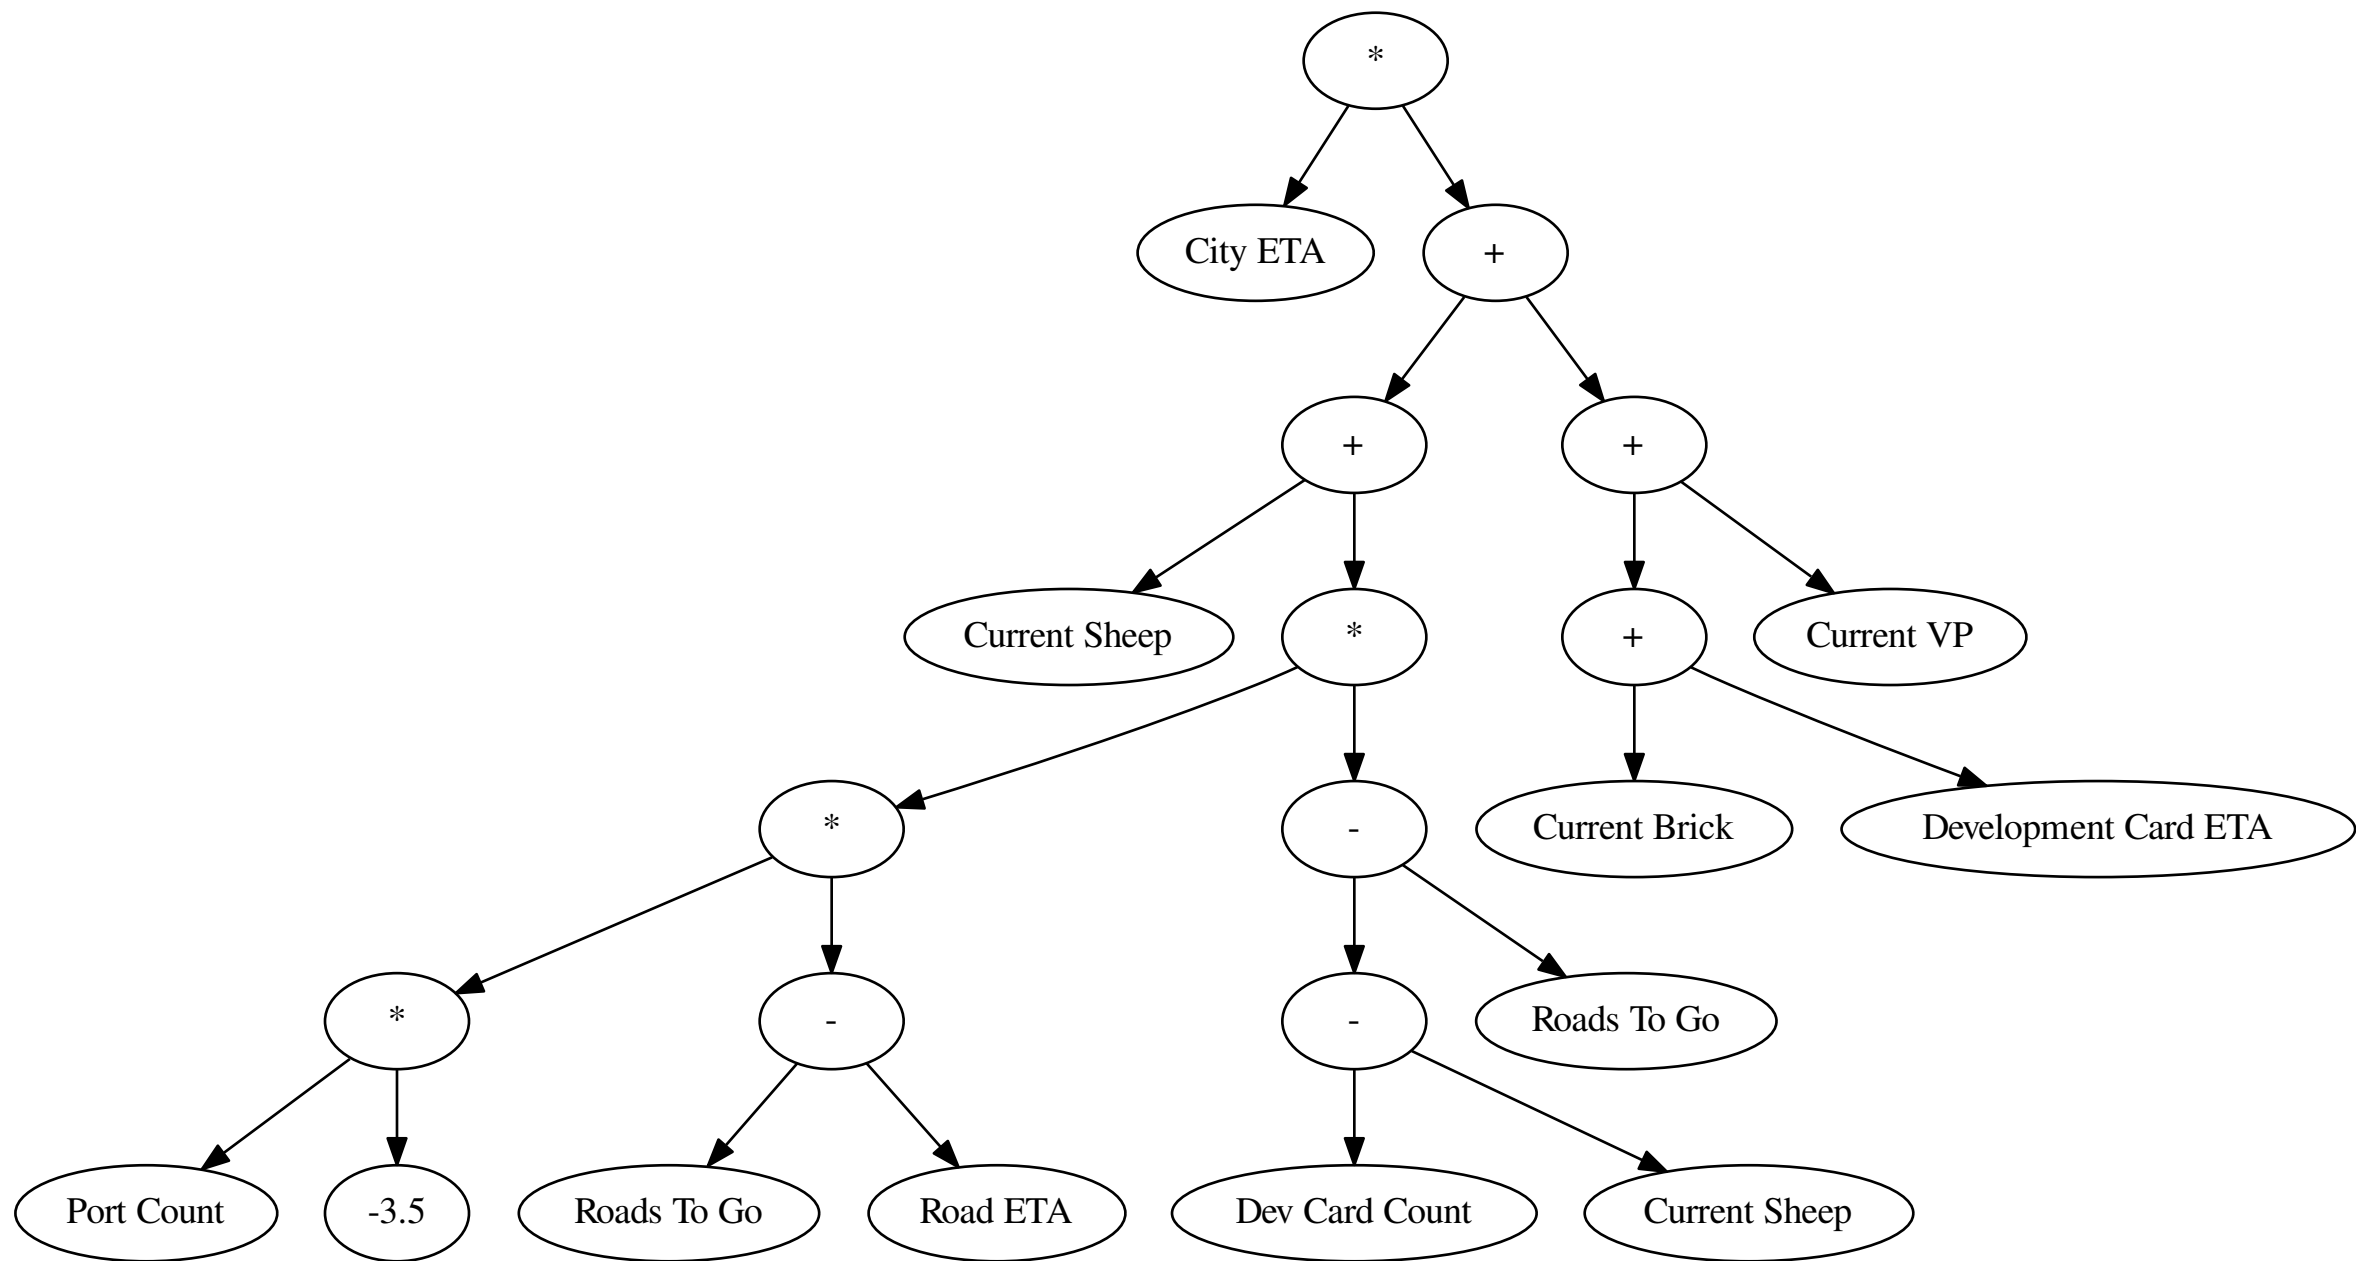 *
City ETA
+
+
+
Current Sheep
*
+
Current VP
*
-
Current Brick
Development Card ETA
*
-
-
Roads To Go
Port Count
-3.5
Roads To Go
Road ETA
Dev Card Count
Current Sheep